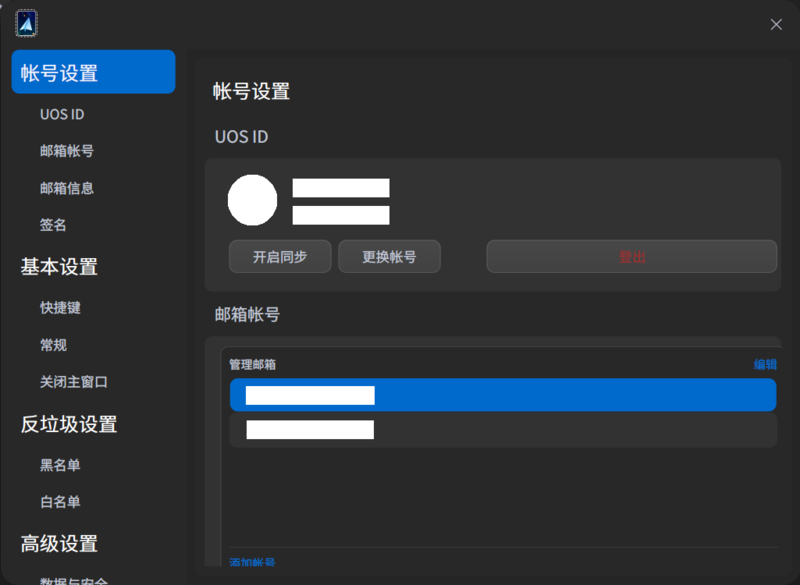 帐号设置
UOS ID
邮箱帐号
邮箱信息
签名
基本设置
快捷键
常规
关闭主窗口
反垃圾设置
黑名单
白名单
高级设置
数据与安全
帐号设置
UOS ID
开启同步
更换帐号
登出
邮箱帐号
管理邮箱
编辑
添加帐号